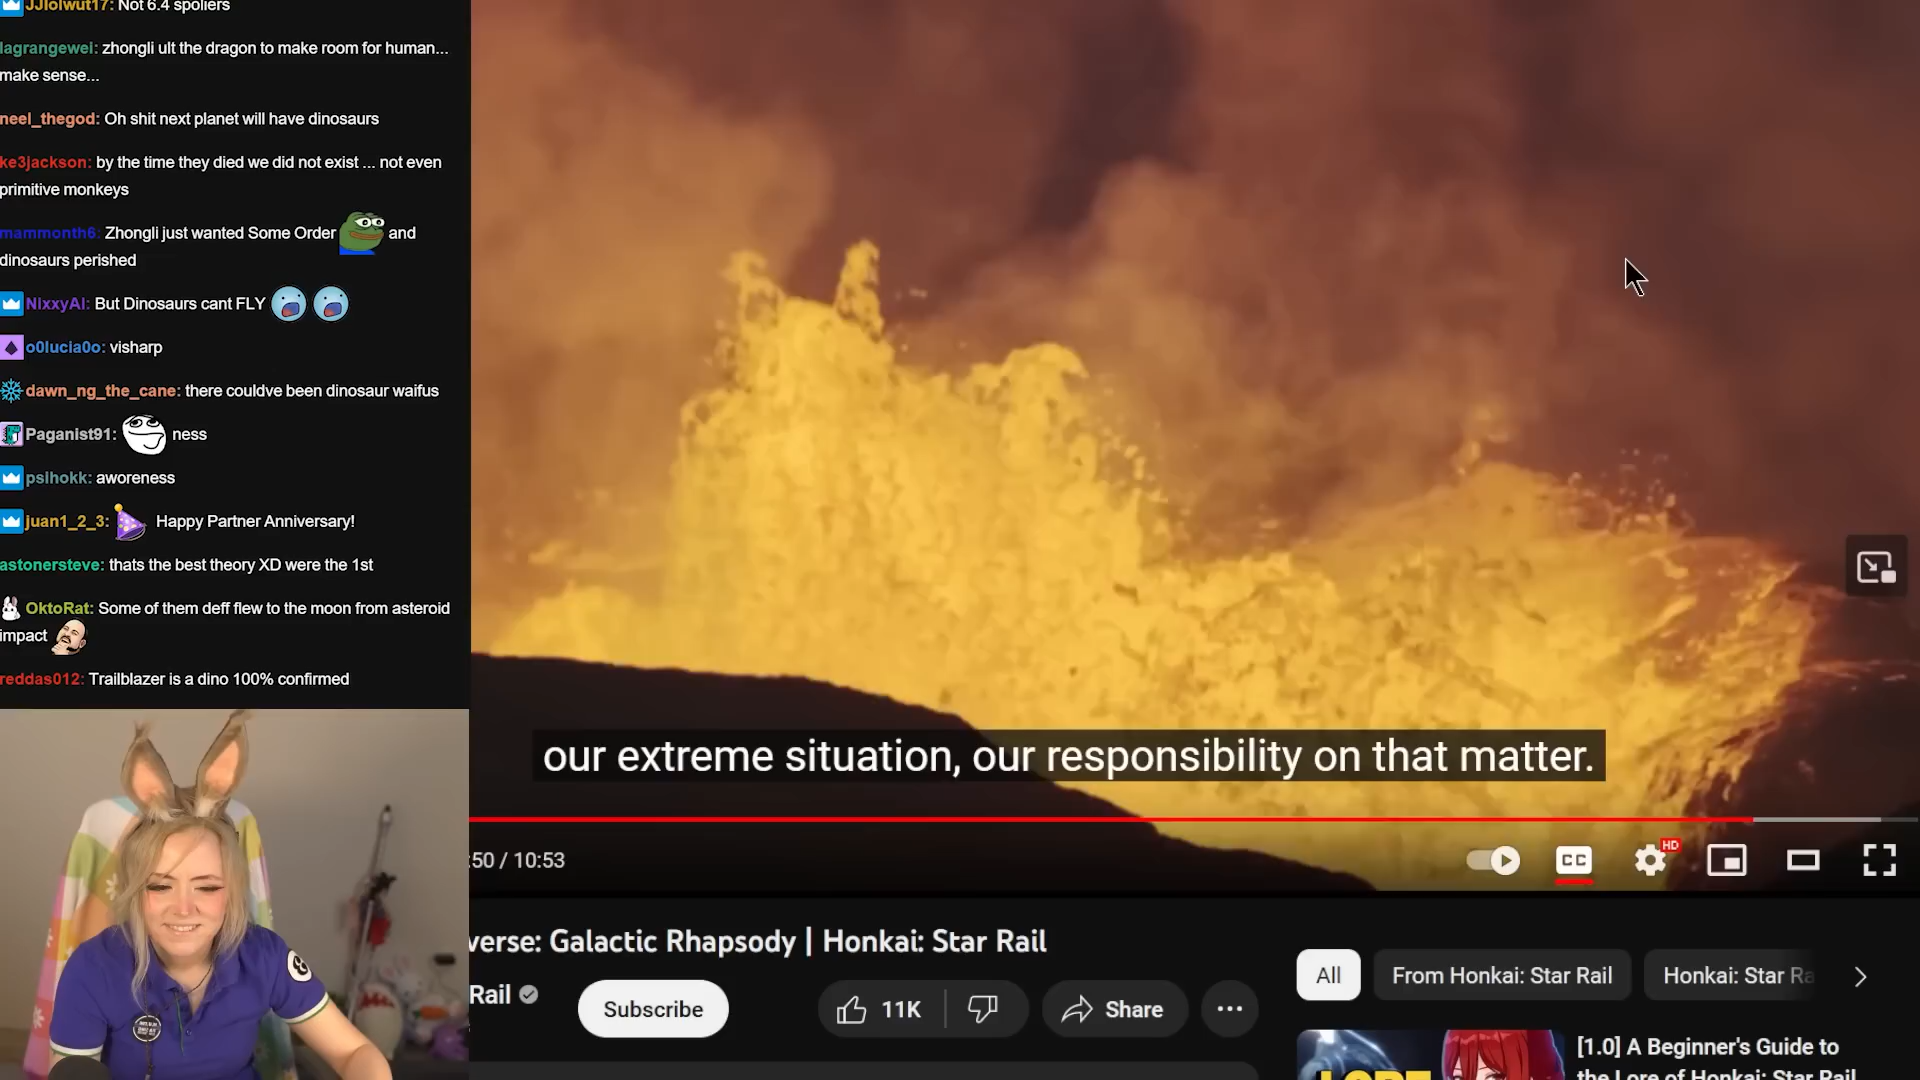 JJlolwut17: Not 6.4 spoilers
lagrangewei: zhongli ult the dragon to make room for human...
make sense...
neel_thegod: Oh shit next planet will have dinosaurs
ke3jackson: by the time they died we did not exist ... not even
primitive monkeys
mammonth6: Zhongli just wanted Some Order and
dinosaurs perished
NIxxyAI: But Dinosaurs cant FLY
o0lucia0o: visharp
dawn_ng_the_cane: there couldve been dinosaur waifus
Paganist91: ness
pslhokk: aworeness
juan1_2_3: Happy Partner Anniversary!
astonersteve: thats the best theory XD were the 1st
OktoRat: Some of them deff flew to the moon from asteroid
impact
reddas012: Trailblazer is a dino 100% confirmed
our extreme situation, our responsibility on that matter.
:50 / 10:53
CC
HD
verse: Galactic Rhapsody | Honkai: Star Rail
Rail
Subscribe
11K
Share
All
From Honkai: Star Rail
Honkai: Star Ra
[1.0] A Beginner's Guide to
the Lore of Honkai: Star Rail
LORE